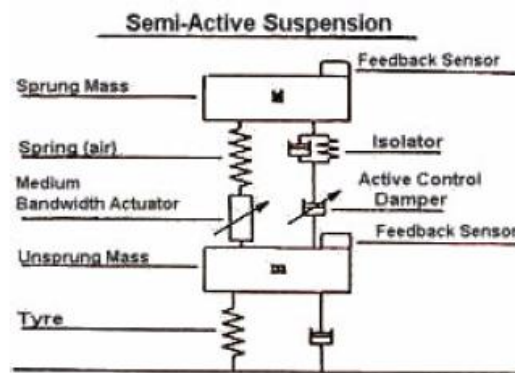 Semi-Active Suspension
Feedback Sensor
Sprung Mass
M
Spring (air)
Isolator
Medium
Bandwidth Actuator
Active Control
Damper
Unsprung Mass
m
Feedback Sensor
Tyre